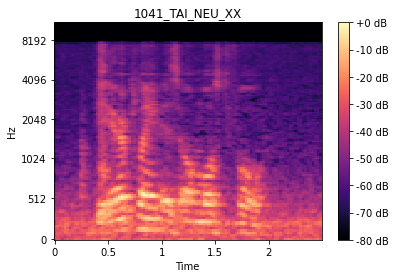 1041_TAI_NEU_XX
8192
4096
2048
1024
512
0
Hz
0
0.5
1
1.5
2
Time
+0 dB
-10 dB
-20 dB
-30 dB
-40 dB
-50 dB
-60 dB
-70 dB
-80 dB